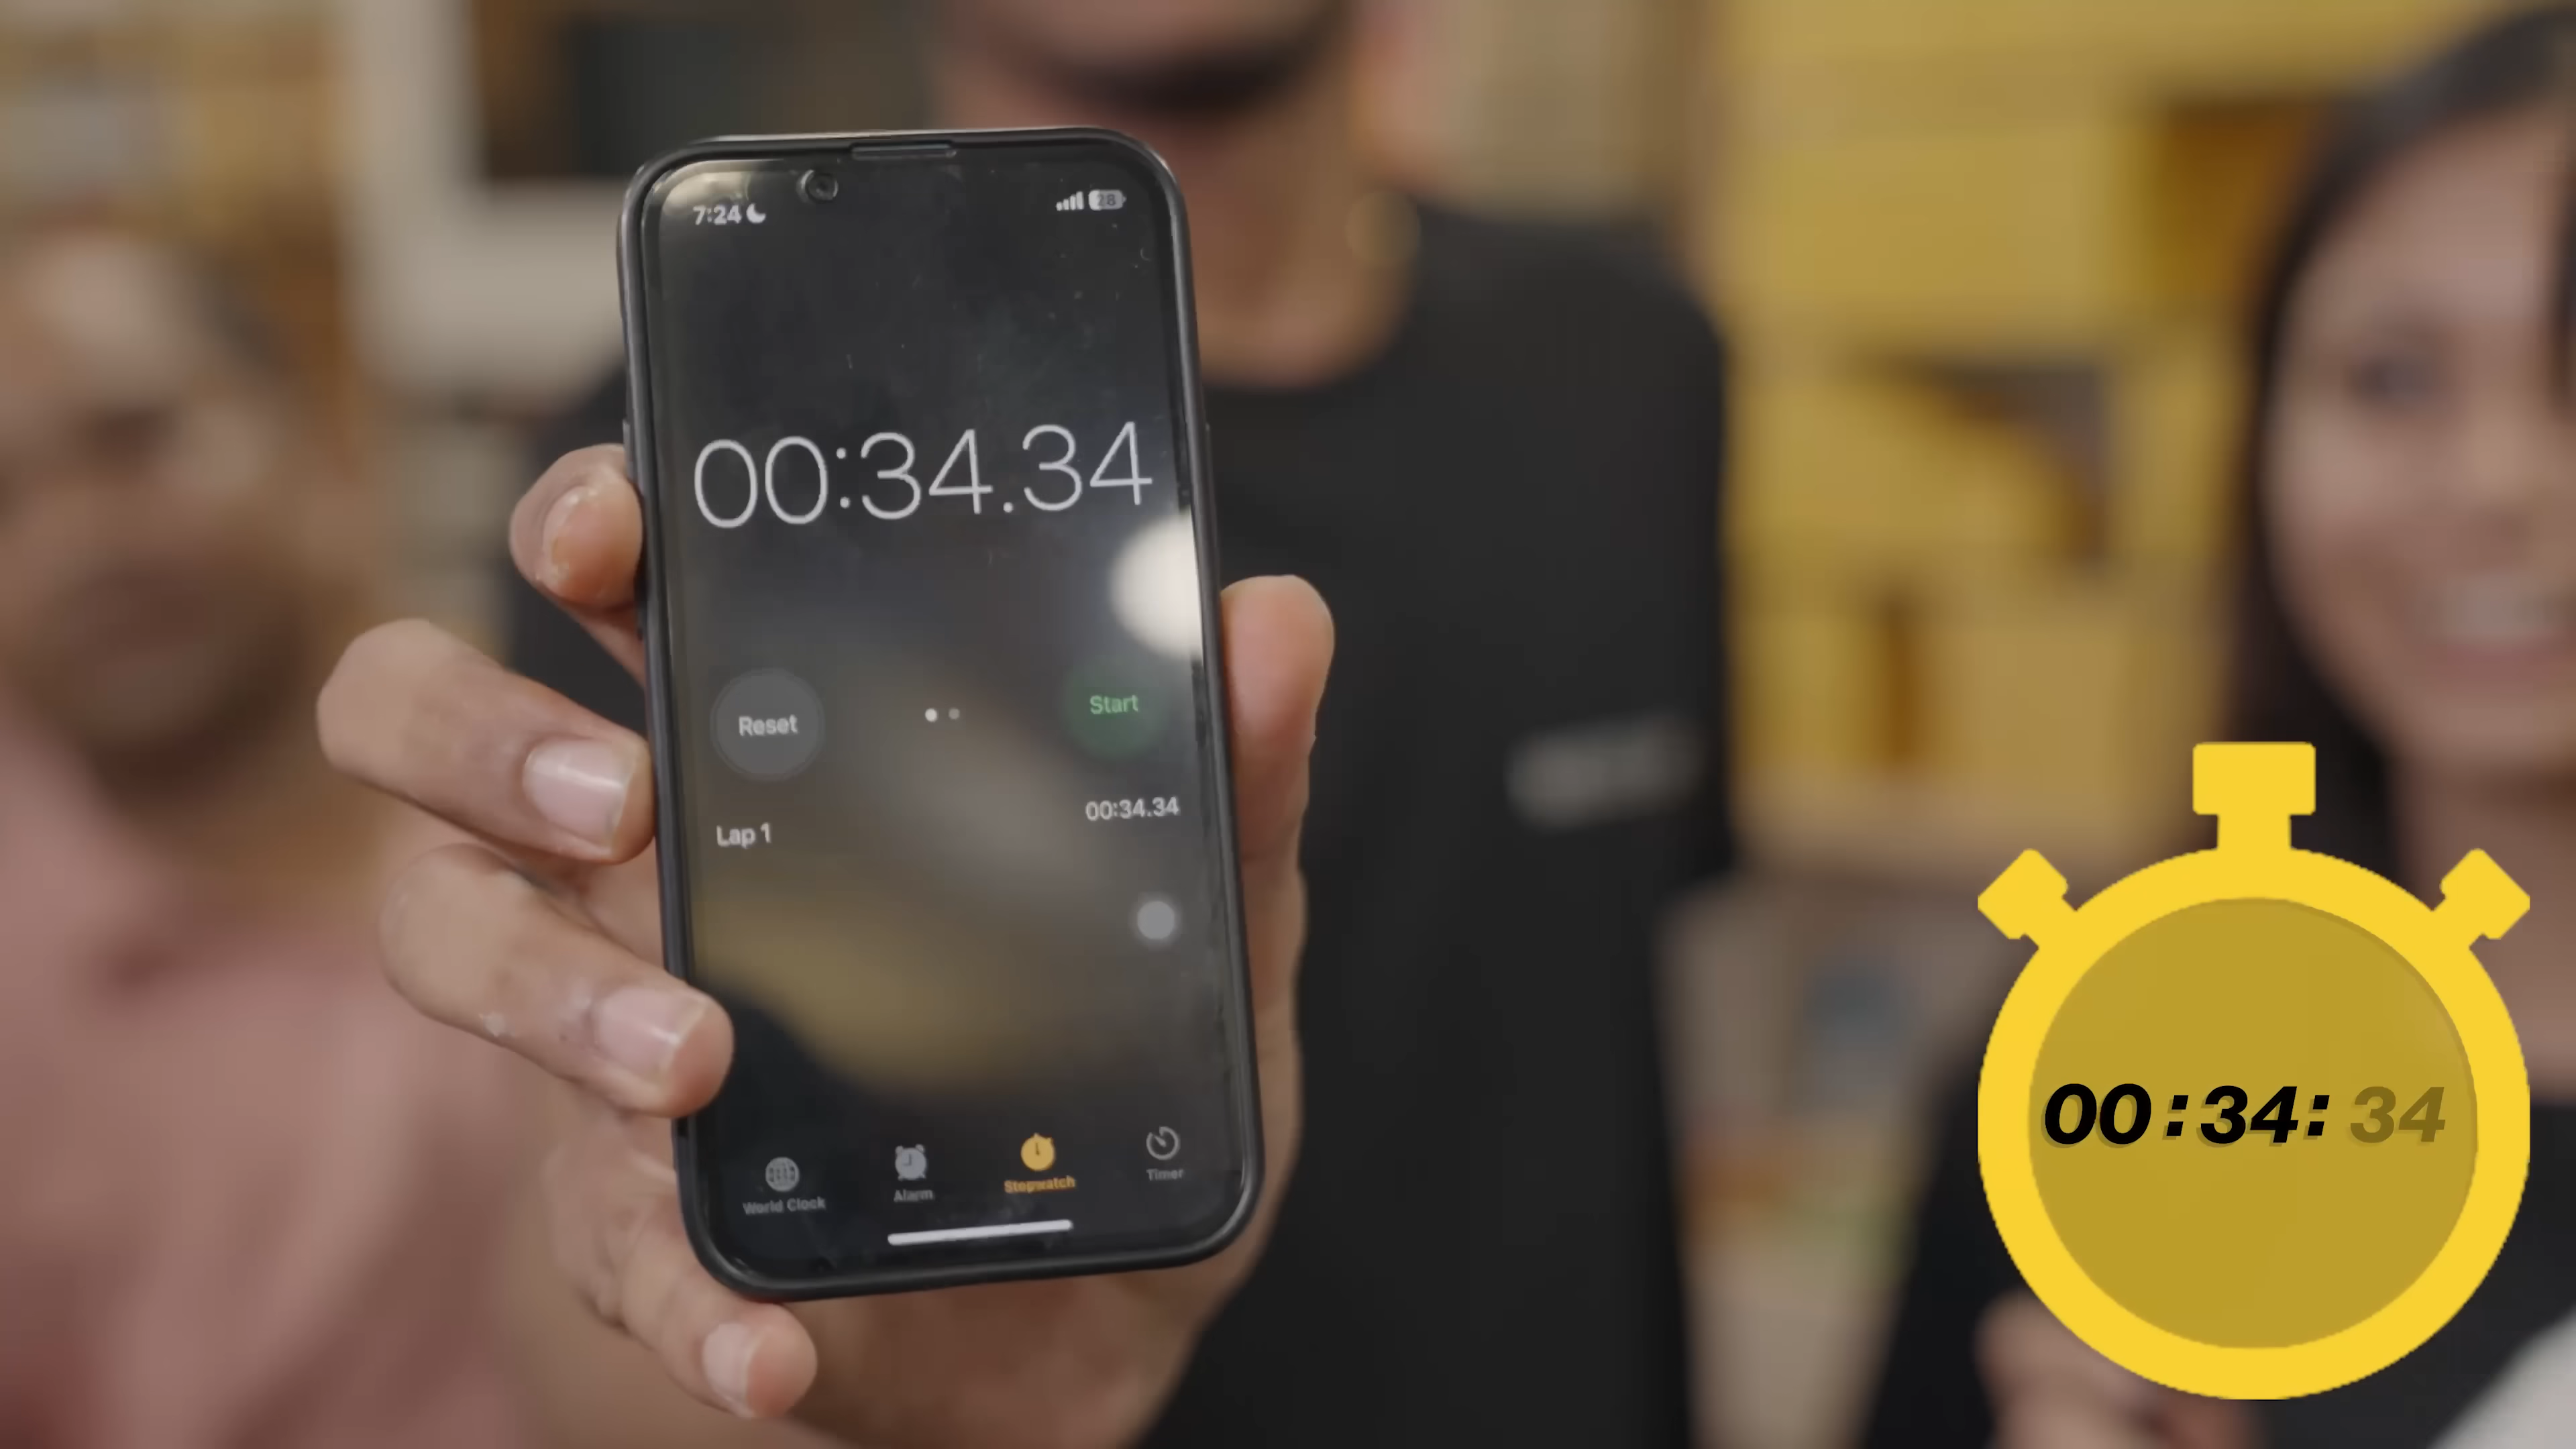 7:24
28
00:34.34
Reset
Start
Lap 1
00:34.34
World Clock
Alarm
Stopwatch
Timer
00:34:34